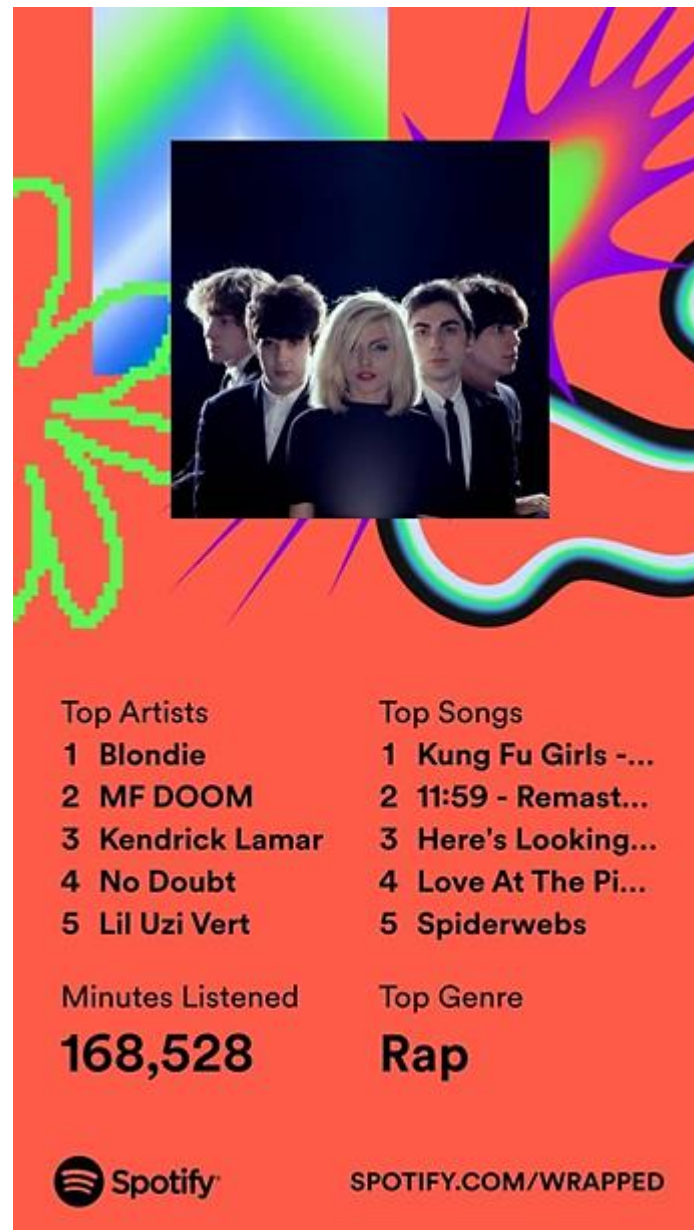 Top Artists
1 Blondie
2 MF DOOM
3 Kendrick Lamar
4 No Doubt
5 Lil Uzi Vert
Top Songs
1 Kung Fu Girls -...
2 11:59 - Remast...
3 Here's Looking...
4 Love At The Pi...
5 Spiderwebs
Minutes Listened
168,528
Top Genre
Rap
Spotify
SPOTIFY.COM/WRAPPED